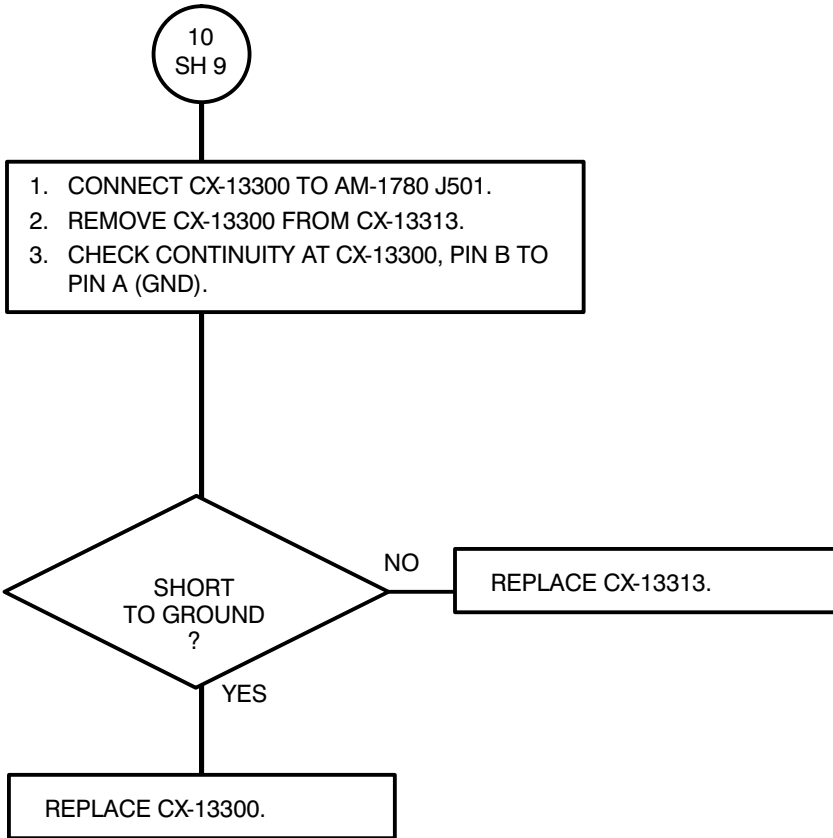 10
SH 9
1. CONNECT CX-13300 TO AM-1780 J501.
2. REMOVE CX-13300 FROM CX-13313.
3. CHECK CONTINUITY AT CX-13300, PIN B TO
PIN A (GND).
SHORT
TO GROUND
?
NO
REPLACE CX-13313.
YES
REPLACE CX-13300.